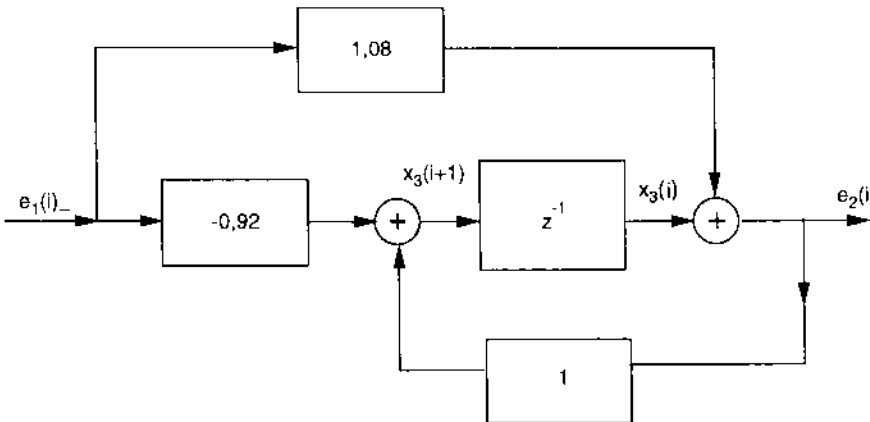 1,08
e₁(i)_
-0,92
x₃(i+1)
z⁻¹
x₃(i)
e₂(i
+
+
1